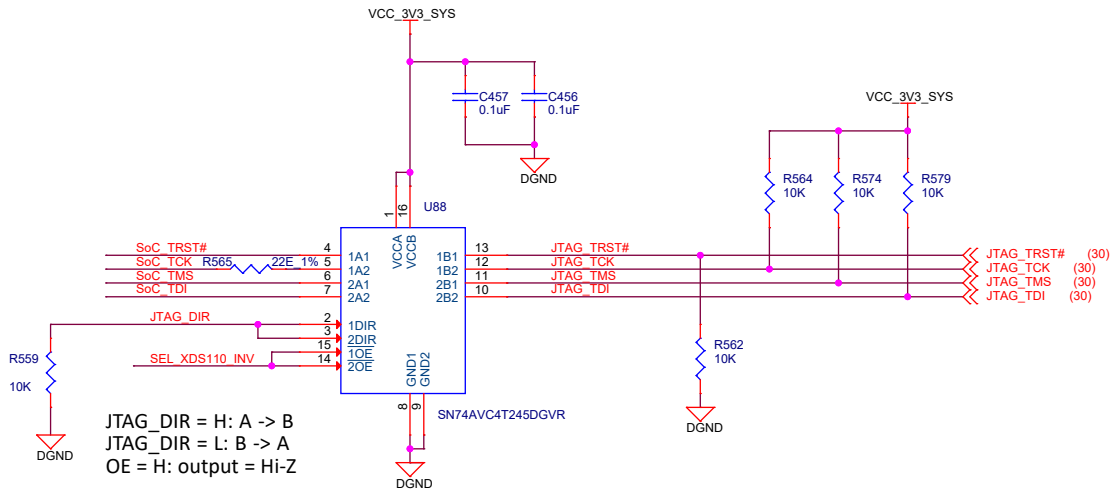 VCC_3V3_SYS
C457
0.1uF
C456
0.1uF
DGND
VCC_3V3_SYS
R564
10K
R574
10K
R579
10K
U88
1
16
VCCA
VCCB
SoC_TRST#
4
1A1
1B1
13
JTAG_TRST#
JTAG_TRST# (30)
SoC_TCK
R565
22E_1%
5
1A2
1B2
12
JTAG_TCK
JTAG_TCK (30)
SoC_TMS
6
2A1
2B1
11
JTAG_TMS
JTAG_TMS (30)
SoC_TDI
7
2A2
2B2
10
JTAG_TDI
JTAG_TDI (30)
JTAG_DIR
2
1DIR
3
2DIR
15
1OE
SEL_XDS110_INV
14
2OE
R559
10K
DGND
GND1
GND2
8
9
SN74AVC4T245DGVR
DGND
R562
10K
DGND
JTAG_DIR = H: A -> B
JTAG_DIR = L: B -> A
OE = H: output = Hi-Z